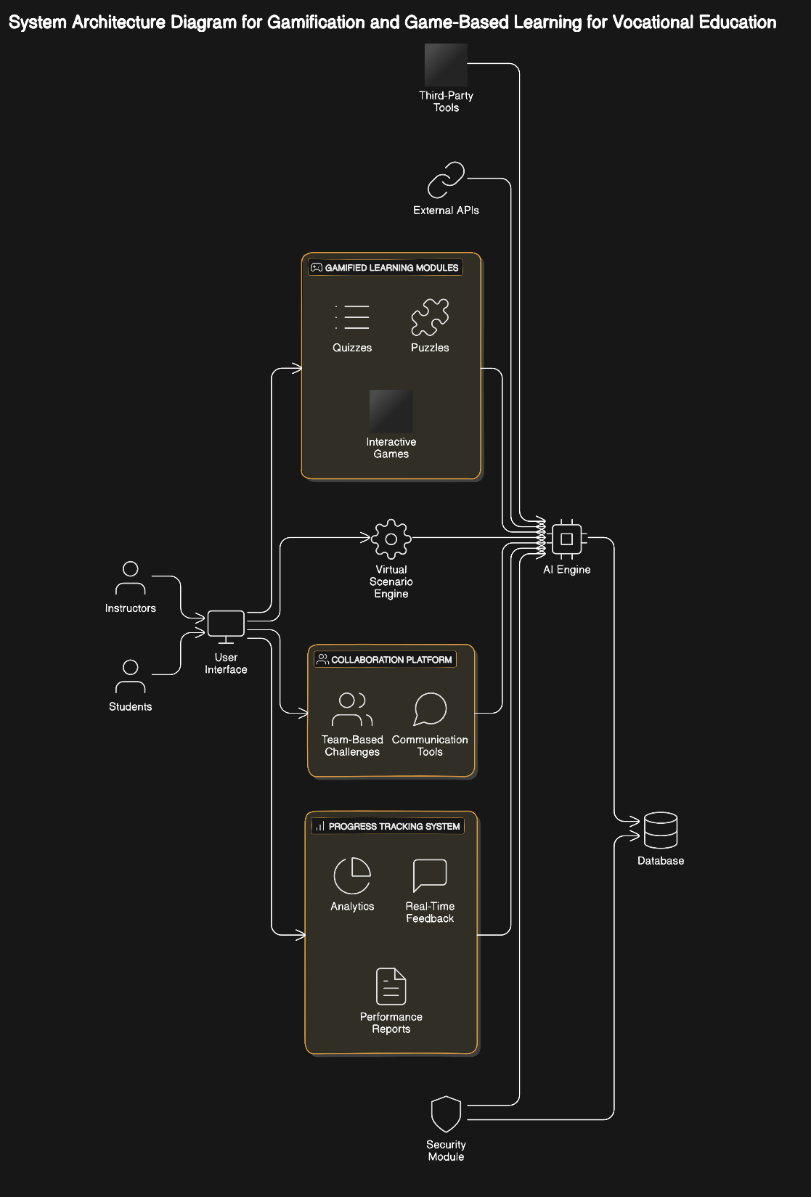 System Architecture Diagram for Gamification and Game-Based Learning for Vocational Education
Third-Party
Tools
External APIs
GAMIFIED LEARNING MODULES
Quizzes
Puzzles
Interactive
Games
Virtual
Scenario
Engine
AI Engine
Instructors
User
Interface
Students
COLLABORATION PLATFORM
Team-Based
Challenges
Communication
Tools
PROGRESS TRACKING SYSTEM
Analytics
Real-Time
Feedback
Performance
Reports
Database
Security
Module